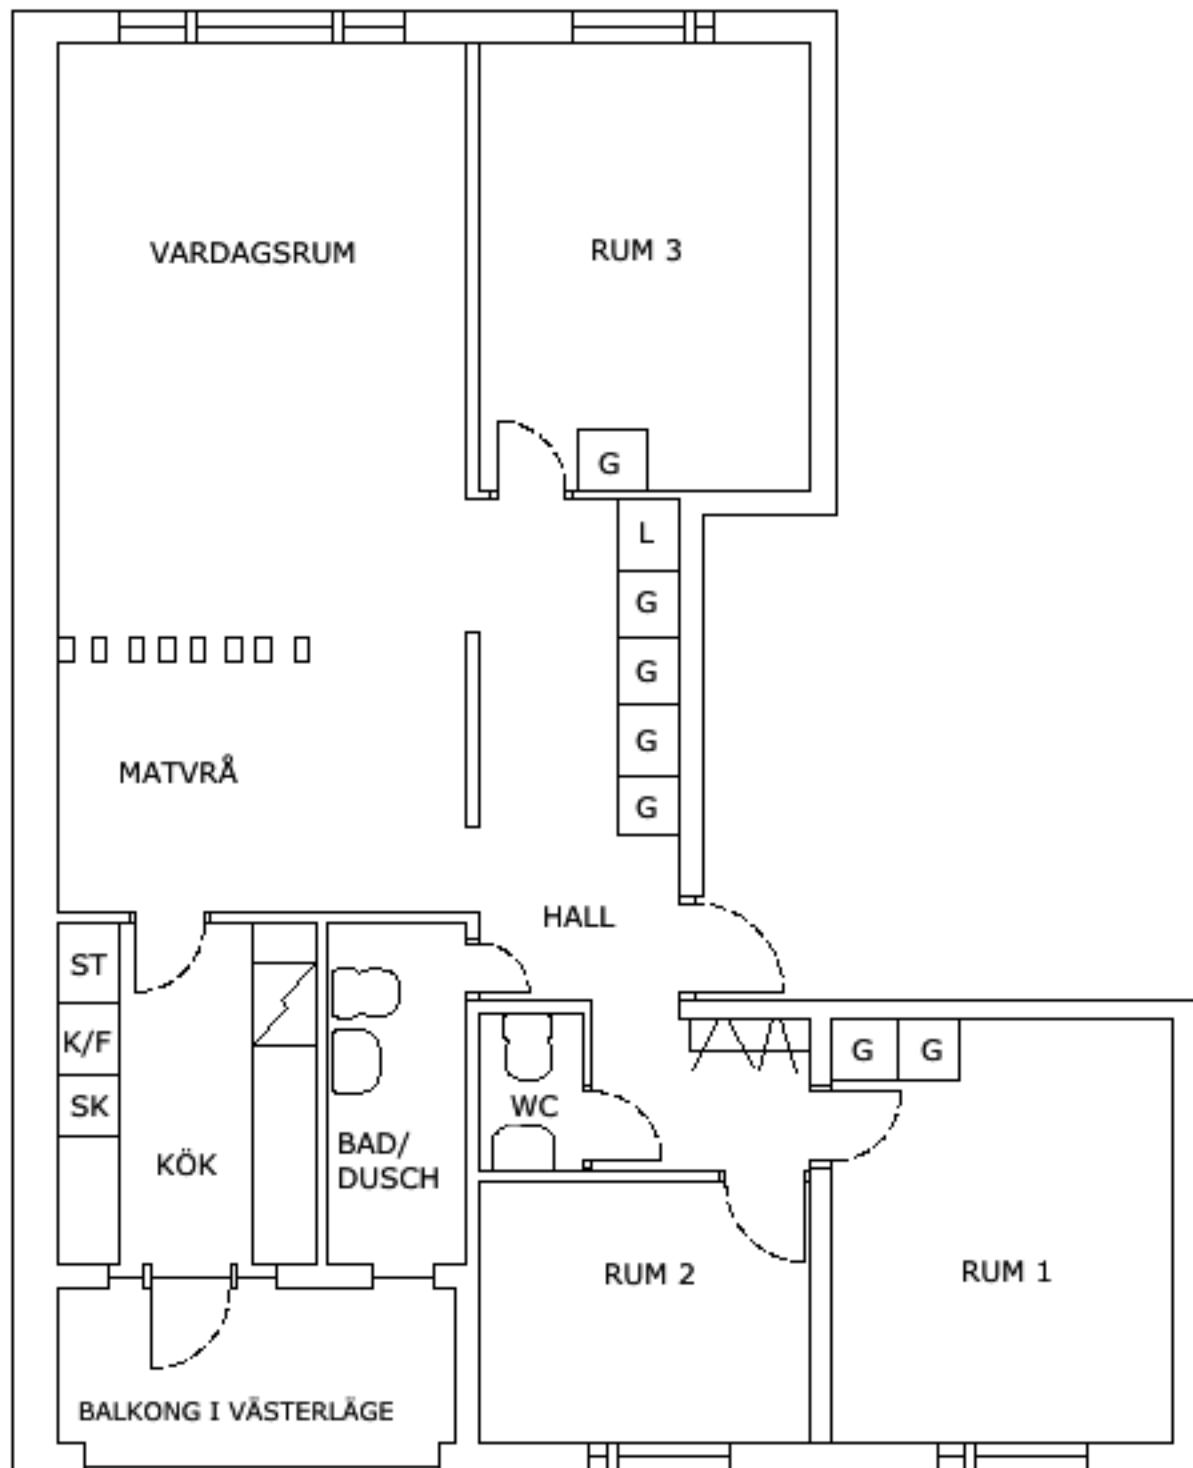 VARDAGSRUM
RUM 3
G
L
G
G
G
G
MATVRÅ
HALL
ST
K/F
SK
KÖK
BAD/
DUSCH
WC
G G
RUM 2
RUM 1
BALKONG I VÄSTERLÄGE